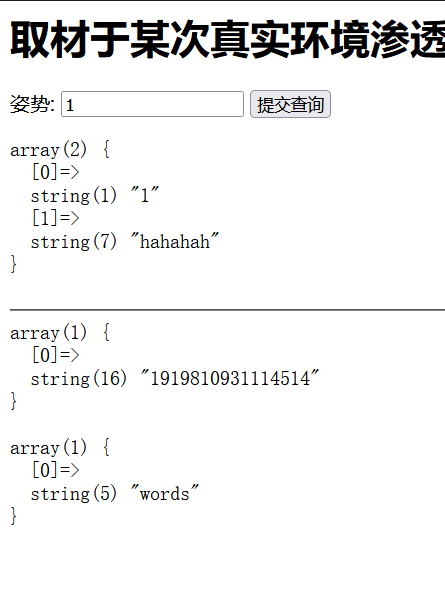 取材于某次真实环境渗透
姿势: 1 提交查询
array(2) {
  [0]=>
  string(1) "1"
  [1]=>
  string(7) "hahahah"
}
array(1) {
  [0]=>
  string(16) "1919810931114514"
}
array(1) {
  [0]=>
  string(5) "words"
}